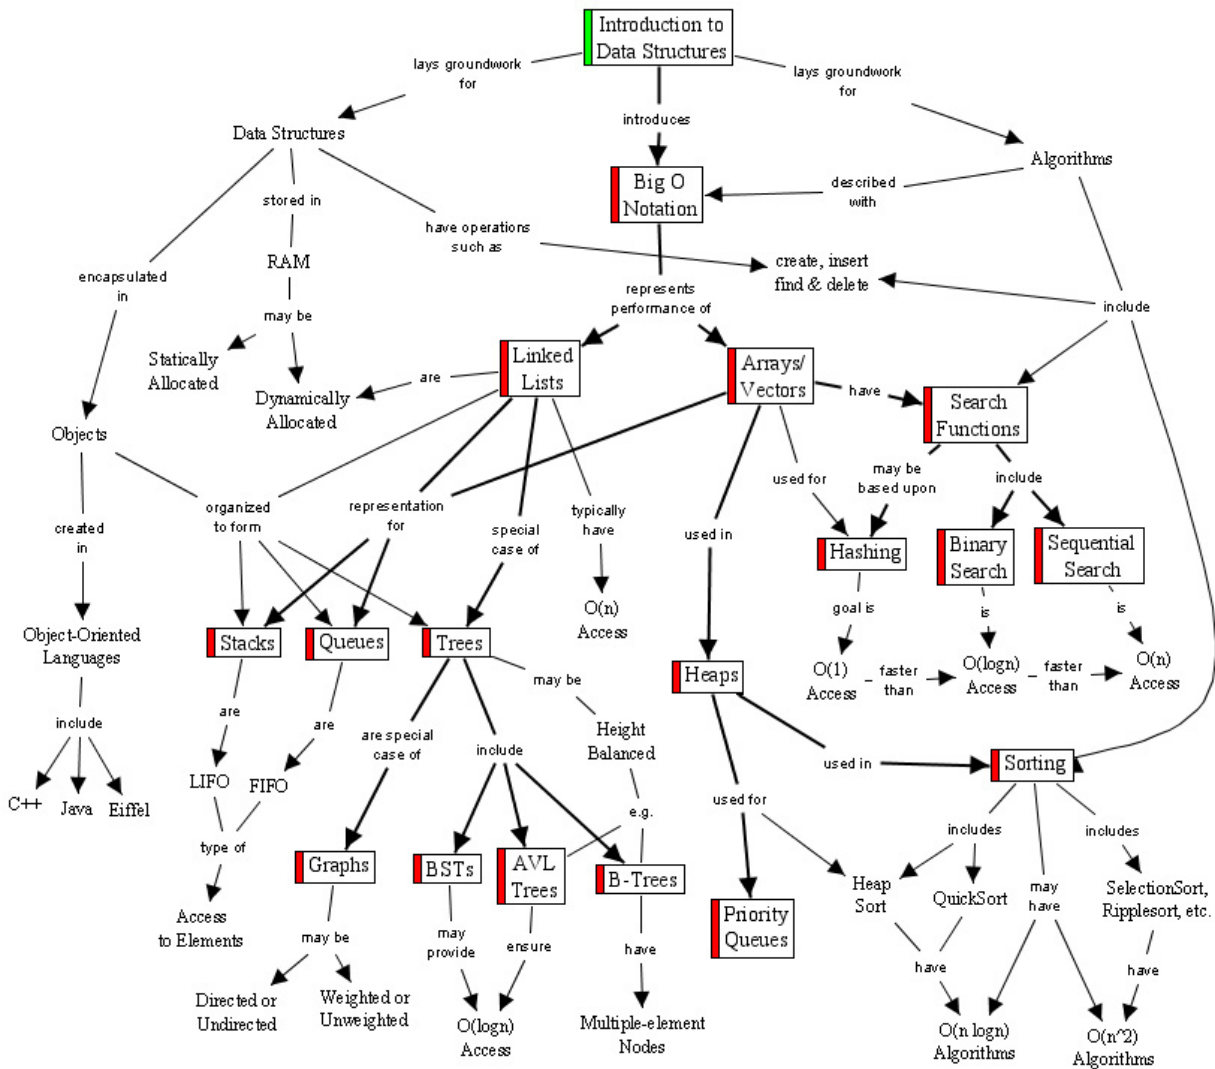 Introduction to
Data Structures
lays groundwork
for
lays groundwork
for
introduces
Data Structures
Algorithms
Big O
Notation
described
with
stored in
have operations
such as
RAM
create, insert
find & delete
encapsulated
in
represents
performance of
include
may be
Statically
Allocated
Dynamically
Allocated
are
Linked
Lists
Arrays/
Vectors
have
Search
Functions
Objects
may be
based upon
include
used for
organized
to form
representation
for
typically
have
special
case of
used in
created
in
Hashing
Binary
Search
Sequential
Search
goal is
is
is
O(n)
Access
Object-Oriented
Languages
Stacks
Queues
Trees
Heaps
O(1)
Access
faster
than
O(logn)
Access
faster
than
O(n)
Access
may be
include
are
are
are special
case of
include
Height
Balanced
used in
Sorting
C++
Java
Eiffel
LIFO
FIFO
e.g.
used for
includes
includes
type of
Graphs
BSTs
AVL
Trees
B-Trees
Heap
Sort
QuickSort
may
have
SelectionSort,
Ripplesort, etc.
Priority
Queues
Access
to Elements
may be
may
provide
ensure
have
have
have
Directed or
Undirected
Weighted or
Unweighted
O(logn)
Access
Multiple-element
Nodes
O(n logn)
Algorithms
O(n^2)
Algorithms